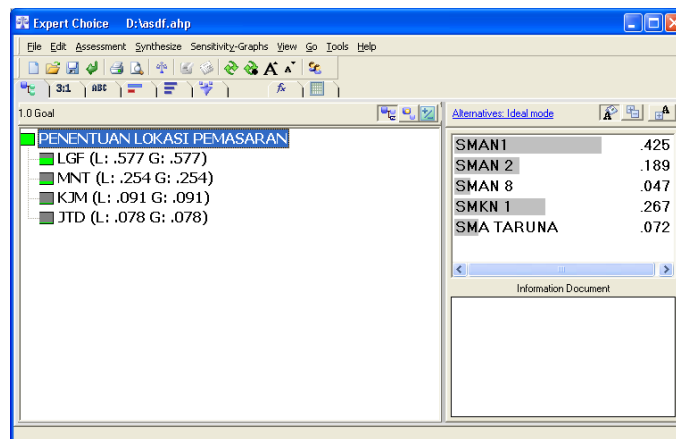 Expert Choice D:\asdf.ahp
File Edit Assessment Synthesize Sensitivity-Graphs View Go Tools Help
3:1 ABC
1.0 Goal
Alternatives: Ideal mode
PENENTUAN LOKASI PEMASARAN
LGF (L: .577 G: .577)
MNT (L: .254 G: .254)
KJM (L: .091 G: .091)
JTD (L: .078 G: .078)
SMAN1 .425
SMAN 2 .189
SMAN 8 .047
SMKN 1 .267
SMA TARUNA .072
Information Document